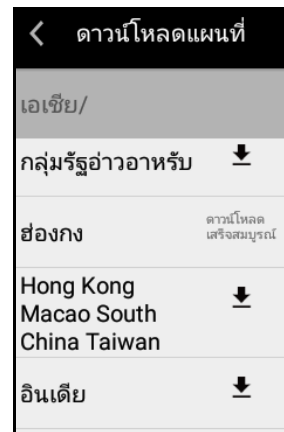 ดาวน์โหลดแผนที่
เอเชีย/
กลุ่มรัฐอ่าวอาหรับ
ฮ่องกง
ดาวน์โหลด
เสร็จสมบูรณ์
Hong Kong
Macao South
China Taiwan
อินเดีย